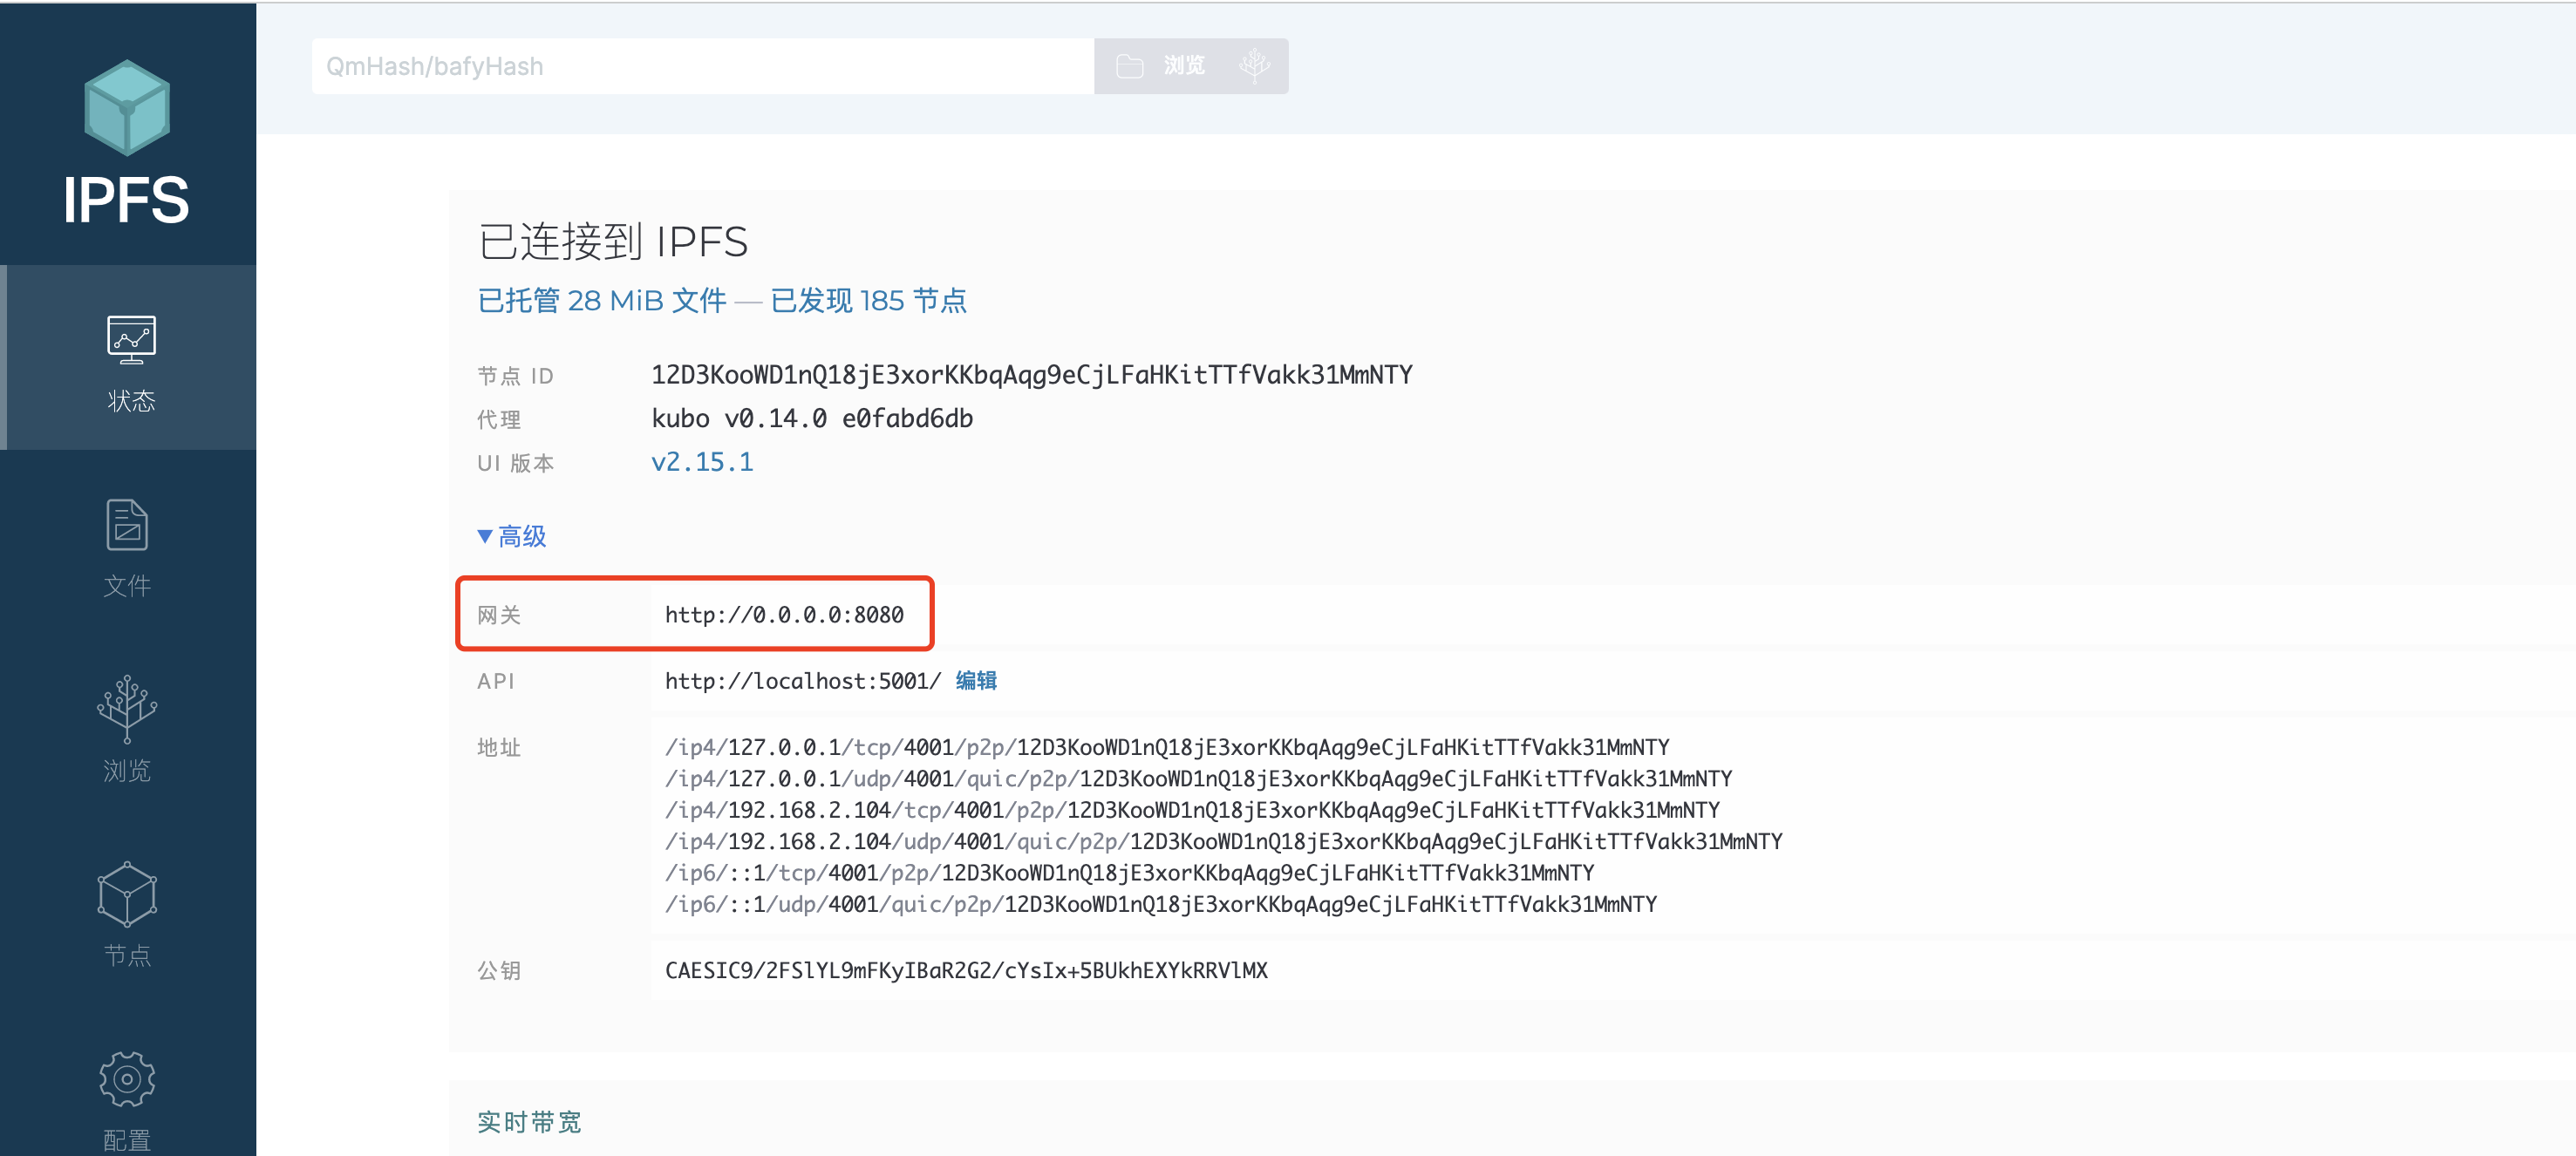 IPFS
状态
文件
浏览
节点
配置
QmHash/bafyHash
浏览
已连接到 IPFS
已托管 28 MiB 文件 — 已发现 185 节点
节点 ID 12D3KooWD1nQ18jE3xorKKbqAqg9eCjLFaHKitTTfVakk31MmNTY
代理 kubo v0.14.0 e0fabd6db
UI 版本 v2.15.1
▼高级
网关 http://0.0.0.0:8080
API http://localhost:5001/ 编辑
地址 /ip4/127.0.0.1/tcp/4001/p2p/12D3KooWD1nQ18jE3xorKKbqAqg9eCjLFaHKitTTfVakk31MmNTY
/ip4/127.0.0.1/udp/4001/quic/p2p/12D3KooWD1nQ18jE3xorKKbqAqg9eCjLFaHKitTTfVakk31MmNTY
/ip4/192.168.2.104/tcp/4001/p2p/12D3KooWD1nQ18jE3xorKKbqAqg9eCjLFaHKitTTfVakk31MmNTY
/ip4/192.168.2.104/udp/4001/quic/p2p/12D3KooWD1nQ18jE3xorKKbqAqg9eCjLFaHKitTTfVakk31MmNTY
/ip6/::1/tcp/4001/p2p/12D3KooWD1nQ18jE3xorKKbqAqg9eCjLFaHKitTTfVakk31MmNTY
/ip6/::1/udp/4001/quic/p2p/12D3KooWD1nQ18jE3xorKKbqAqg9eCjLFaHKitTTfVakk31MmNTY
公钥 CAESIC9/2FSlYL9mFKyIBaR2G2/cYsIx+5BUkhEXYkRRVlMX
实时带宽